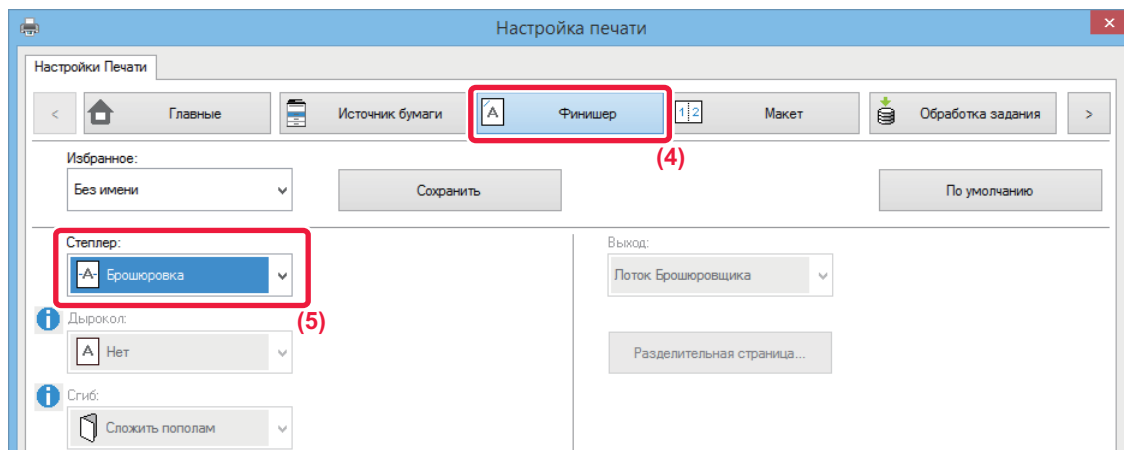 Настройка печати
Настройки Печати
< Главные Источник бумаги A Финишер 1 2 Макет Обработка задания >
(4)
Избранное:
Без имени Сохранить По умолчанию
Степлер: Выход:
-A- Брошюровка Лоток Брошюровщика
(5)
Дырокол:
A Нет Разделительная страница...
Сгиб:
Сложить пополам